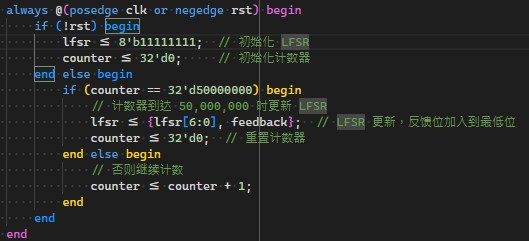 always @(posedge clk or negedge rst) begin
if (!rst) begin
lfsr <= 8'b11111111; // 初始化 LFSR
counter <= 32'd0; // 初始化计数器
end else begin
if (counter == 32'd50000000) begin
// 计数器到达 50,000,000 时更新 LFSR
lfsr <= {lfsr[6:0], feedback}; // LFSR 更新，反馈位加入到最低位
counter <= 32'd0; // 重置计数器
end else begin
// 否则继续计数
counter <= counter + 1;
end
end
end